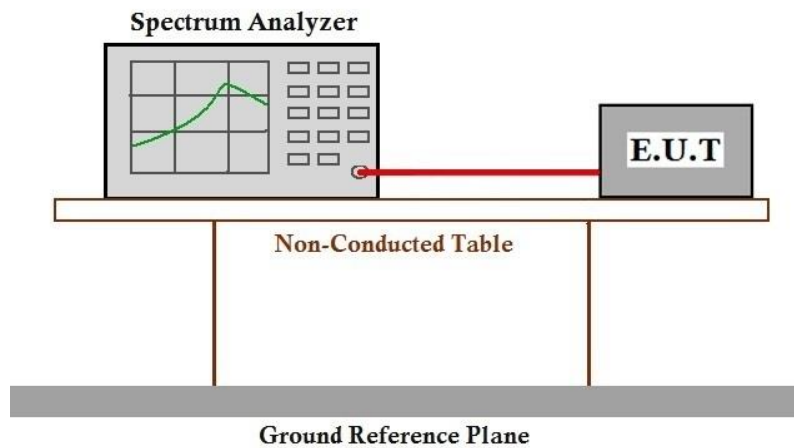 Spectrum Analyzer
E.U.T
Non-Conducted Table
Ground Reference Plane